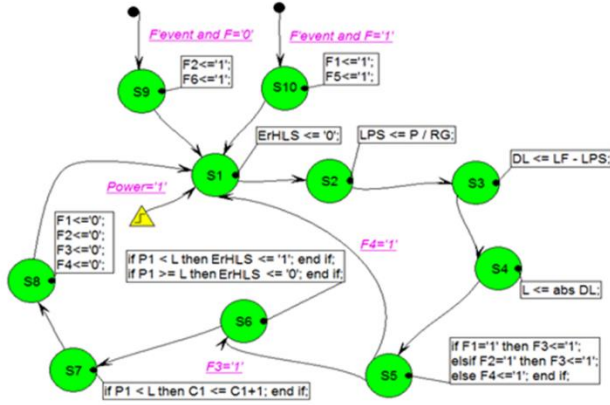 F'event and F='0'
F'event and F='1'
F2<='1';
F6<='1';
F1<='1';
F5<='1';
S9
S10
ErHLS <= '0';
LPS <= P / RG;
DL <= LF - LPS;
S1
S2
S3
Power='1'
F1<='0';
F2<='0';
F3<='0';
F4<='0';
F4='1'
S8
if P1 < L then ErHLS <= '1'; end if;
if P1 >= L then ErHLS <= '0'; end if;
S4
L <= abs DL;
S6
F3='1'
if F1='1' then F3<='1';
elsif F2='1' then F3<='1';
else F4<='1'; end if;
S7
S5
if P1 < L then C1 <= C1+1; end if;